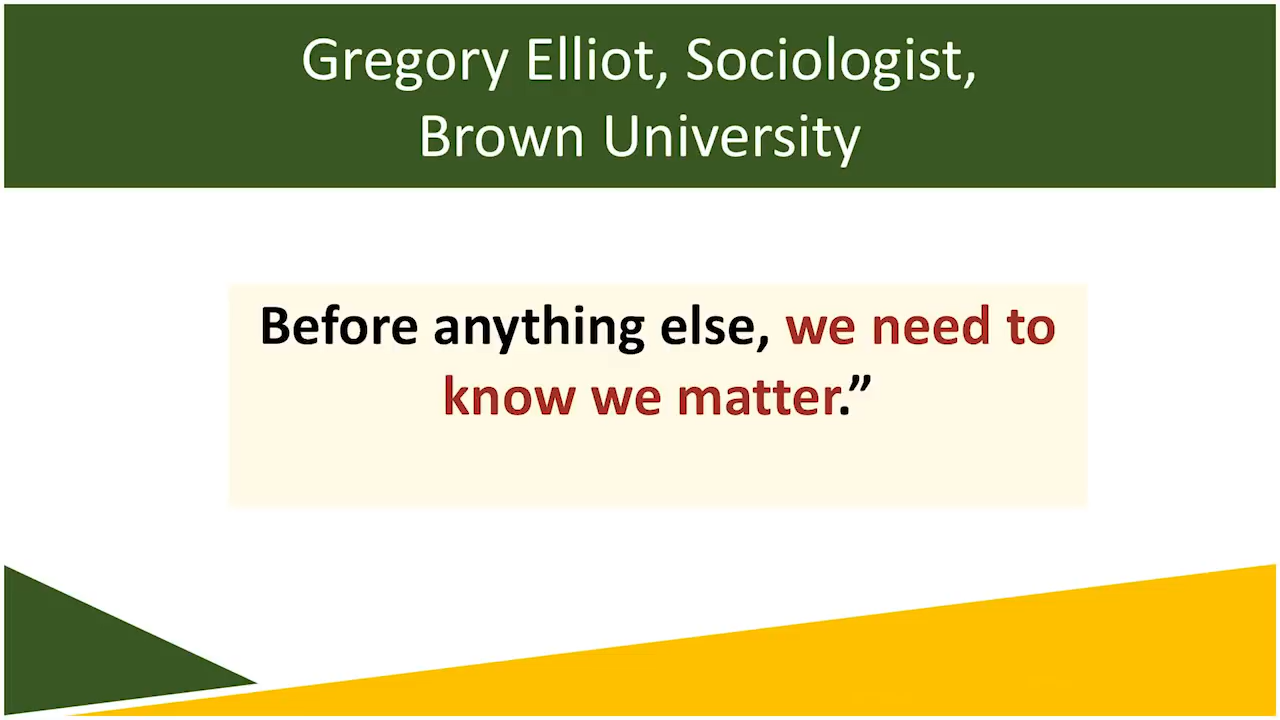 Gregory Elliot, Sociologist,
Brown University
Before anything else, we need to
know we matter.”